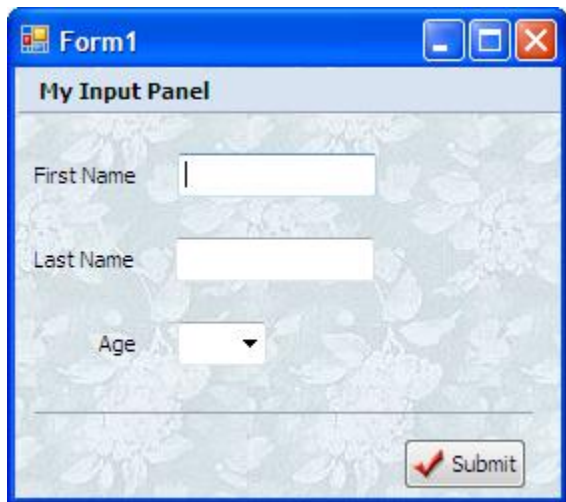 Form1
My Input Panel
First Name
Last Name
Age
Submit